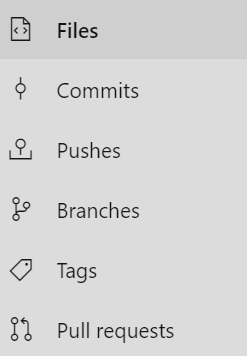 Files
Commits
Pushes
Branches
Tags
Pull requests